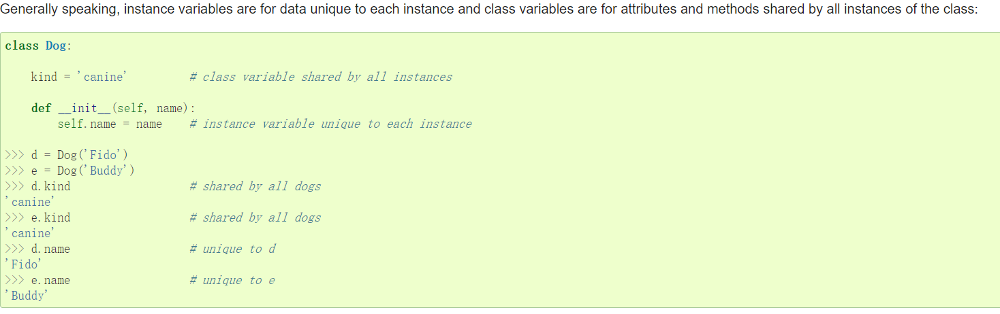 Generally speaking, instance variables are for data unique to each instance and class variables are for attributes and methods shared by all instances of the class:
class Dog:
    kind = 'canine'         # class variable shared by all instances
    def __init__(self, name):
        self.name = name    # instance variable unique to each instance
>>> d = Dog('Fido')
>>> e = Dog('Buddy')
>>> d.kind                  # shared by all dogs
'canine'
>>> e.kind                  # shared by all dogs
'canine'
>>> d.name                  # unique to d
'Fido'
>>> e.name                  # unique to e
'Buddy'